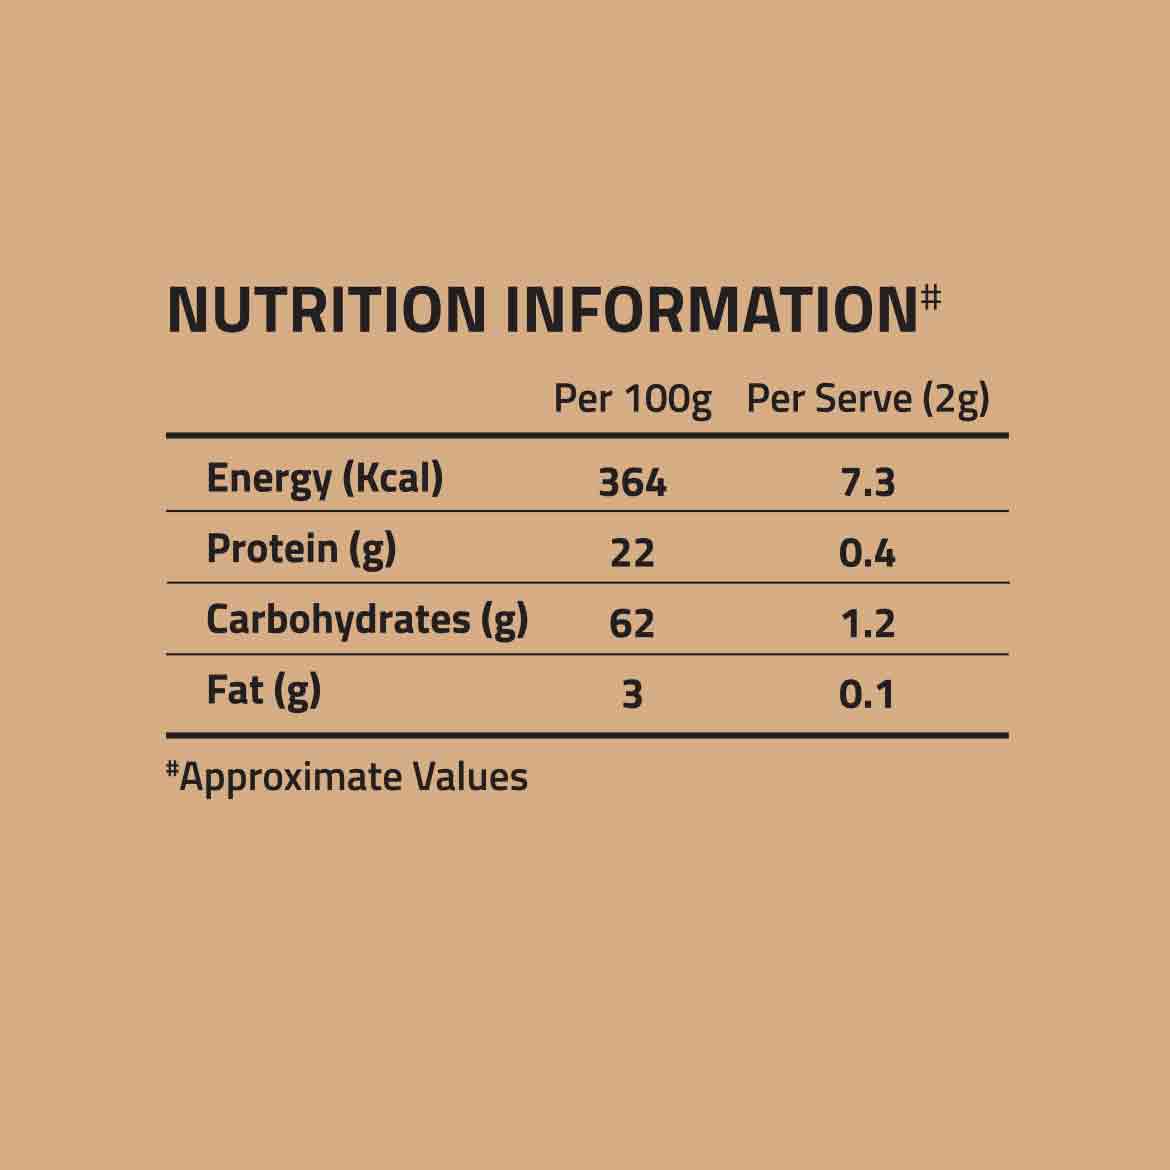 NUTRITION INFORMATION#
Per 100g Per Serve (2g)
Energy (Kcal) 364 7.3
Protein (g) 22 0.4
Carbohydrates (g) 62 1.2
Fat (g) 3 0.1
#Approximate Values